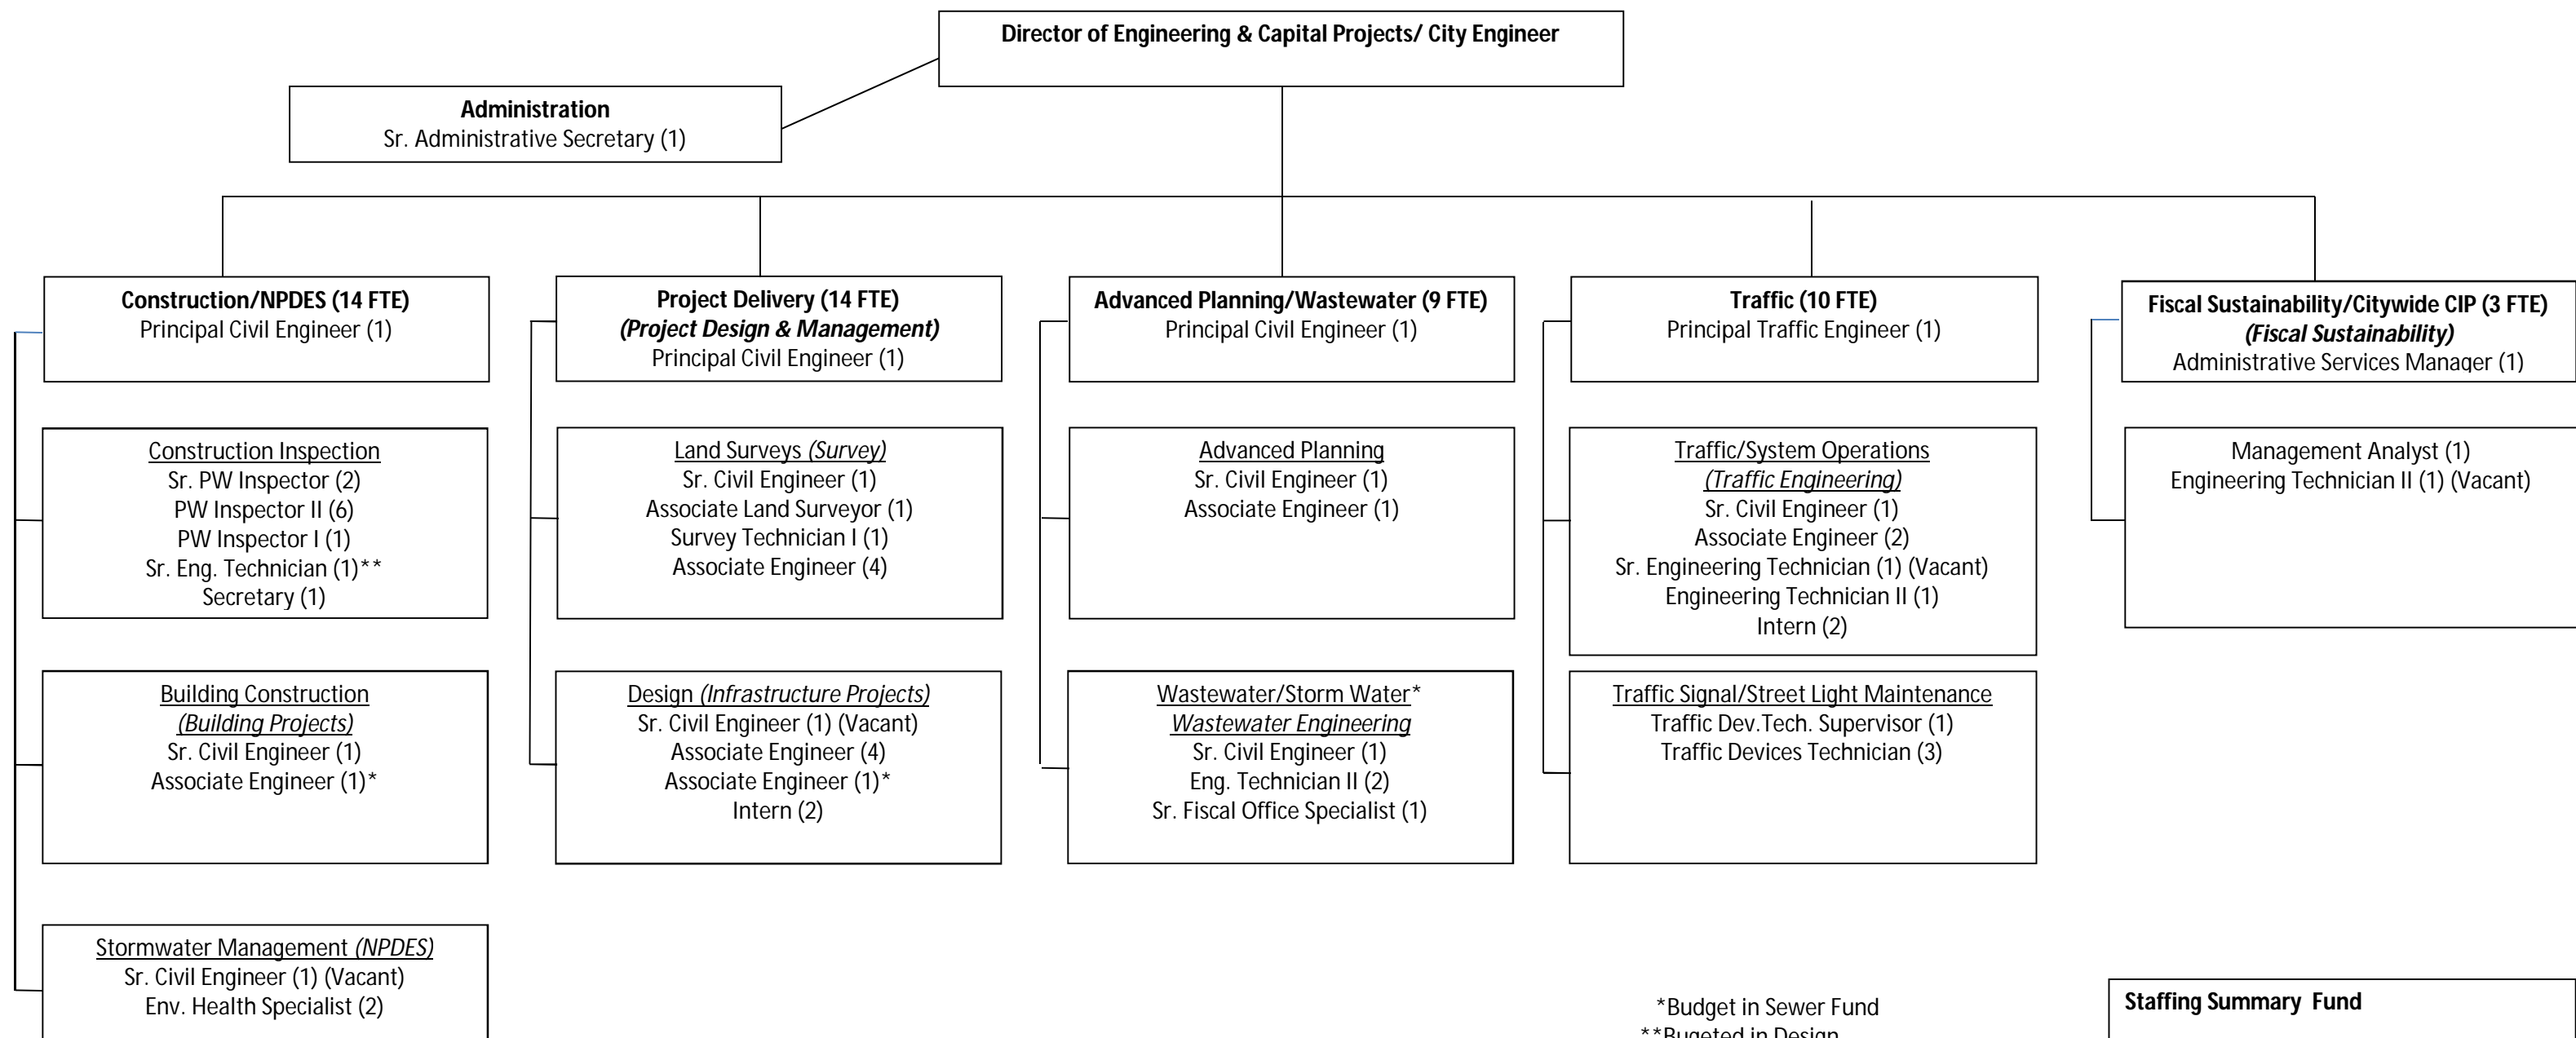 Director of Engineering & Capital Projects/ City Engineer
Administration
Sr. Administrative Secretary (1)
Construction/NPDES (14 FTE)
Principal Civil Engineer (1)
Construction Inspection
Sr. PW Inspector (2)
PW Inspector II (6)
PW Inspector I (1)
Sr. Eng. Technician (1)**
Secretary (1)
Building Construction
(Building Projects)
Sr. Civil Engineer (1)
Associate Engineer (1)*
Stormwater Management (NPDES)
Sr. Civil Engineer (1) (Vacant)
Env. Health Specialist (2)
Project Delivery (14 FTE)
(Project Design & Management)
Principal Civil Engineer (1)
Land Surveys (Survey)
Sr. Civil Engineer (1)
Associate Land Surveyor (1)
Survey Technician I (1)
Associate Engineer (4)
Design (Infrastructure Projects)
Sr. Civil Engineer (1) (Vacant)
Associate Engineer (4)
Associate Engineer (1)*
Intern (2)
Advanced Planning/Wastewater (9 FTE)
Principal Civil Engineer (1)
Advanced Planning
Sr. Civil Engineer (1)
Associate Engineer (1)
Wastewater/Storm Water*
Wastewater Engineering
Sr. Civil Engineer (1)
Eng. Technician II (2)
Sr. Fiscal Office Specialist (1)
Traffic (10 FTE)
Principal Traffic Engineer (1)
Traffic/System Operations
(Traffic Engineering)
Sr. Civil Engineer (1)
Associate Engineer (2)
Sr. Engineering Technician (1) (Vacant)
Engineering Technician II (1)
Intern (2)
Traffic Signal/Street Light Maintenance
Traffic Dev.Tech. Supervisor (1)
Traffic Devices Technician (3)
Fiscal Sustainability/Citywide CIP (3 FTE)
(Fiscal Sustainability)
Administrative Services Manager (1)
Management Analyst (1)
Engineering Technician II (1) (Vacant)
*Budget in Sewer Fund
**Bugeted in Design
Staffing Summary  Fund